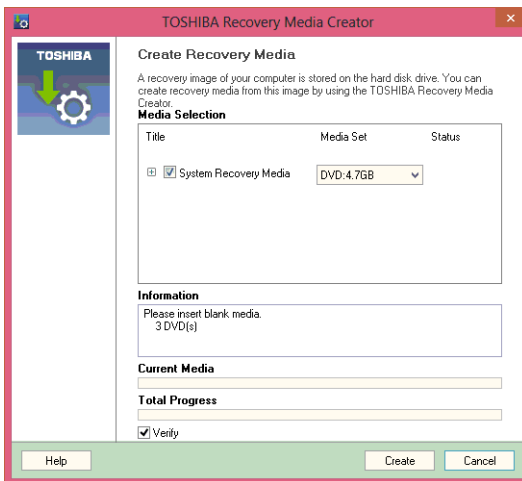 TOSHIBA Recovery Media Creator
TOSHIBA
Create Recovery Media
A recovery image of your computer is stored on the hard disk drive. You can
create recovery media from this image by using the TOSHIBA Recovery Media
Creator.
Media Selection
Title Media Set Status
System Recovery Media DVD:4.7GB
Information
Please insert blank media.
3 DVD(s)
Current Media
Total Progress
Verify
Help Create Cancel